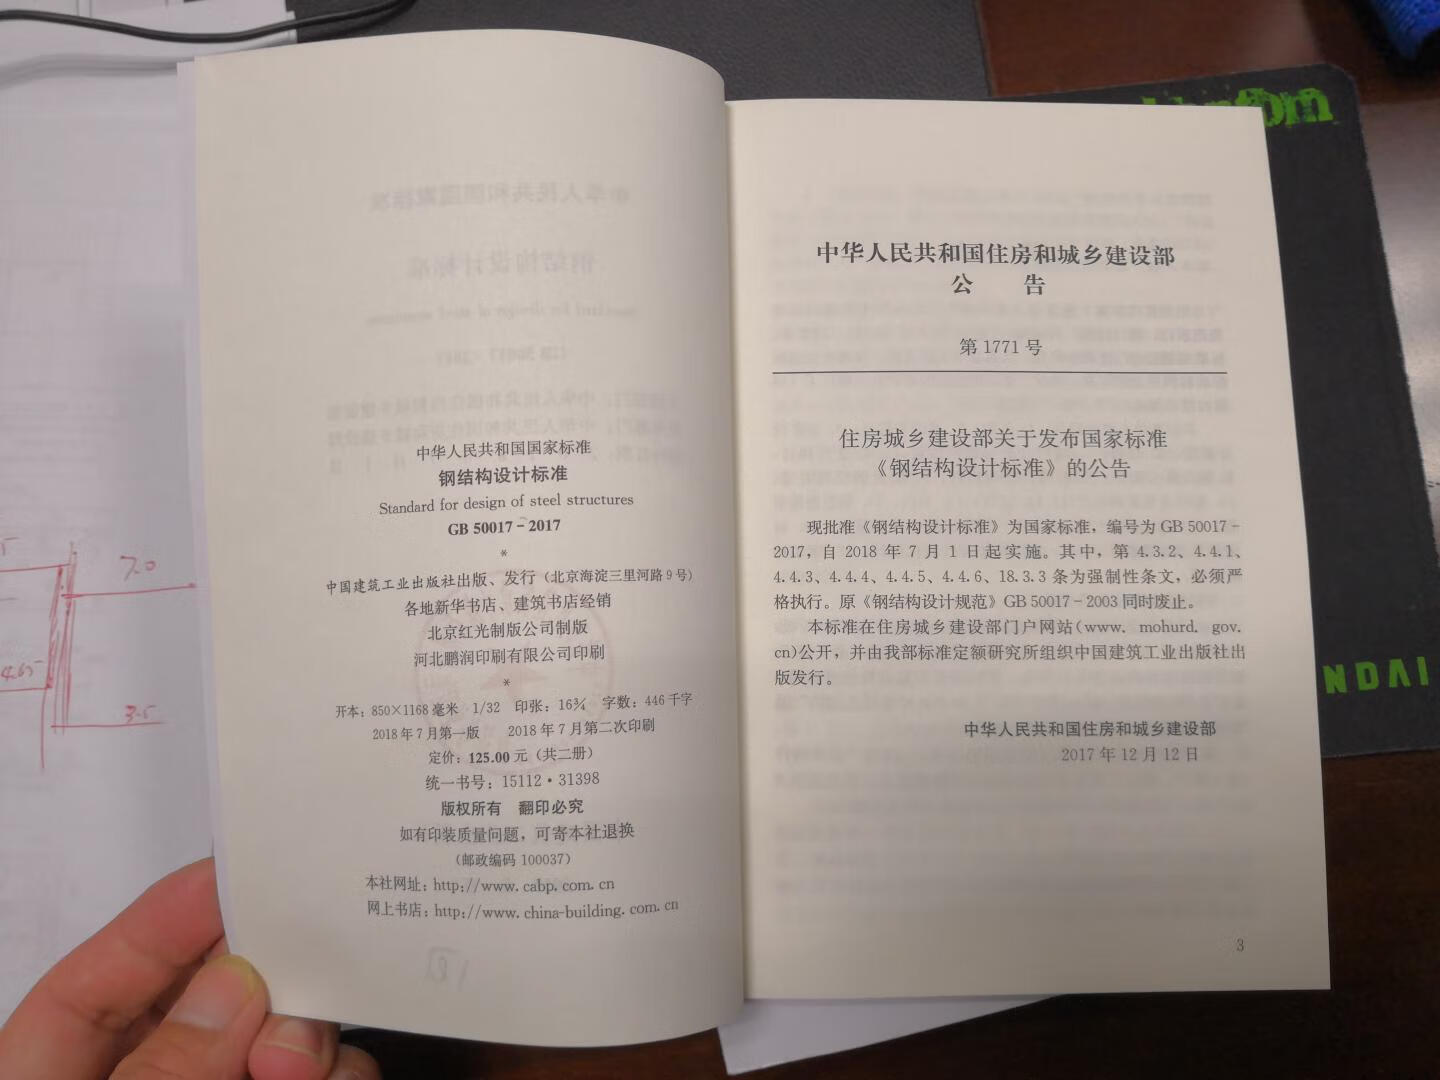 中华人民共和国国家标准
钢结构设计标准
Standard for design of steel structures
GB 50017-2017
*
中国建筑工业出版社出版、发行（北京海淀三里河路9号）
各地新华书店、建筑书店经销
北京红光制版公司制版
河北鹏润印刷有限公司印刷
*
开本：850×1168毫米 1/32 印张：16¾ 字数：446千字
2018年7月第一版 2018年7月第二次印刷
定价：125.00元（共二册）
统一书号：15112·31398
版权所有 翻印必究
如有印装质量问题，可寄本社退换
（邮政编码 100037）
本社网址：http://www.cabp.com.cn
网上书店：http://www.china-building.com.cn
中华人民共和国住房和城乡建设部
公 告
第1771号
住房城乡建设部关于发布国家标准
《钢结构设计标准》的公告
现批准《钢结构设计标准》为国家标准，编号为GB 50017-
2017，自2018年7月1日起实施。其中，第4.3.2、4.4.1、
4.4.3、4.4.4、4.4.5、4.4.6、18.3.3条为强制性条文，必须严
格执行。原《钢结构设计规范》GB 50017-2003同时废止。
本标准在住房城乡建设部门户网站(www. mohurd. gov.
cn)公开，并由我部标准定额研究所组织中国建筑工业出版社出
版发行。
中华人民共和国住房和城乡建设部
2017年12月12日
3
7.0
4.65
3.5
NDAI